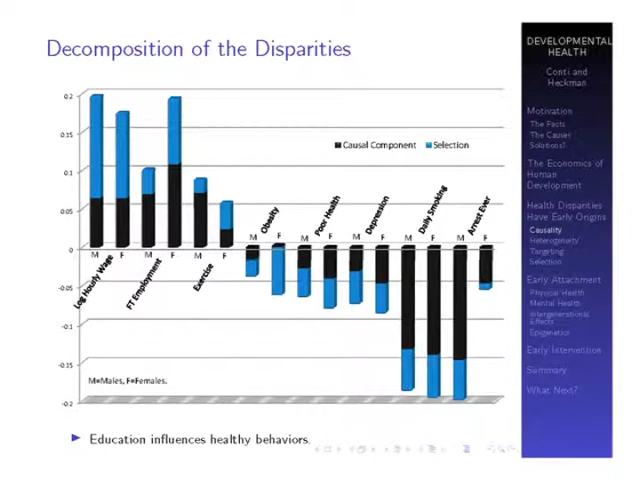 Decomposition of the Disparities
0.2
0.15
0.1
0.05
0
-0.05
-0.1
-0.15
-0.2
Causal Component
Selection
M
F
Log Hourly Wage
M
F
FT Employment
M
F
Exercise
M
F
Obesity
M
F
Poor Health
M
F
Depression
M
F
Daily Smoking
M
F
Arrest Ever
M=Males, F=Females.
Education influences healthy behaviors.
DEVELOPMENTAL
HEALTH
Conti and
Heckman
Motivation
The Facts
The Causes
Solutions?
The Economics of
Human
Development
Health Disparities
Have Early Origins
Causality
Heterogeneity
Targeting
Selection
Early Attachment
Physical Health
Mental Health
Intergenerational
Effects
Epigenetics
Early Intervention
Summary
What Next?